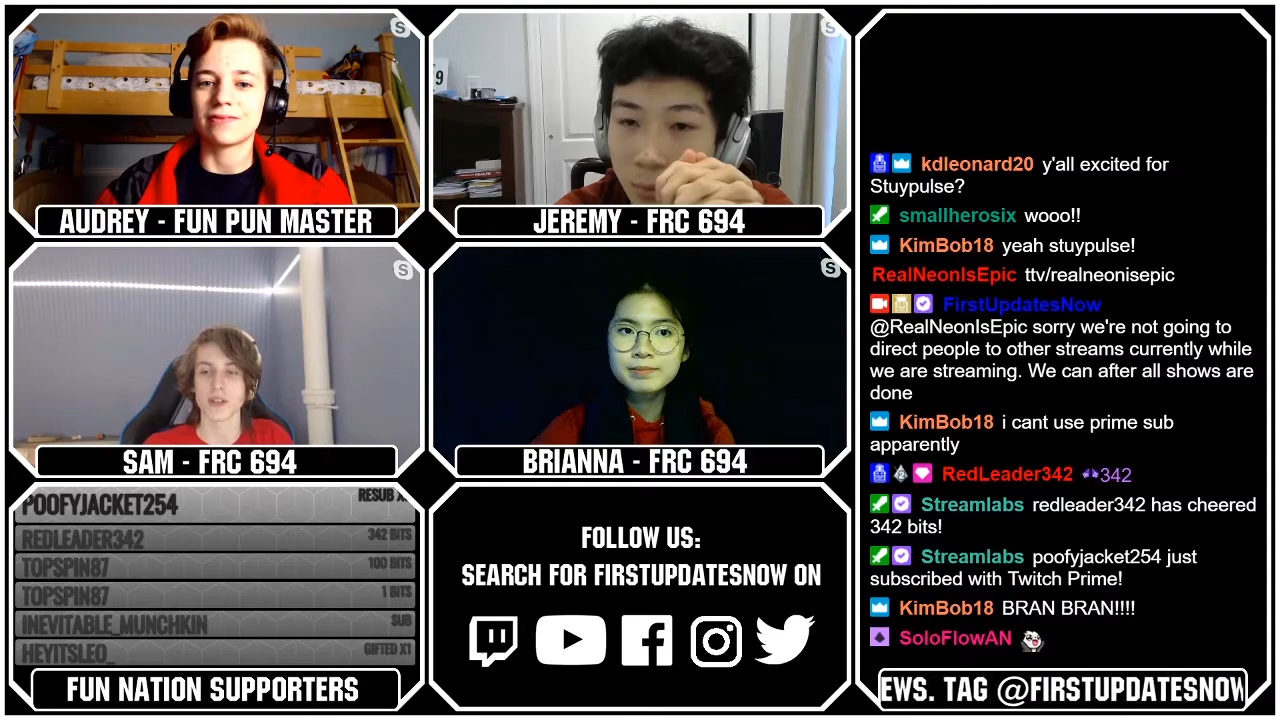 9
AUDREY - FUN PUN MASTER
JEREMY - FRC 694
SAM - FRC 694
BRIANNA - FRC 694
POOFYJACKET254
RESUB X
REDLEADER342
342 BITS
TOPSPIN87
100 BITS
TOPSPIN87
1 BITS
INEVITABLE_MUNCHKIN
SUB
HEYITSLEO_
GIFTED X1
FUN NATION SUPPORTERS
FOLLOW US:
SEARCH FOR FIRSTUPDATESNOW ON
kdleonard20 y'all excited for
Stuypulse?
smallherosix wooo!!
KimBob18 yeah stuypulse!
RealNeonIsEpic ttv/realneonisepic
FirstUpdatesNow
@RealNeonIsEpic sorry we're not going to
direct people to other streams currently while
we are streaming. We can after all shows are
done
KimBob18 i cant use prime sub
apparently
RedLeader342 342
Streamlabs redleader342 has cheered
342 bits!
Streamlabs poofyjacket254 just
subscribed with Twitch Prime!
KimBob18 BRAN BRAN!!!!
SoloFlowAN
EWS. TAG @FIRSTUPDATESNOW